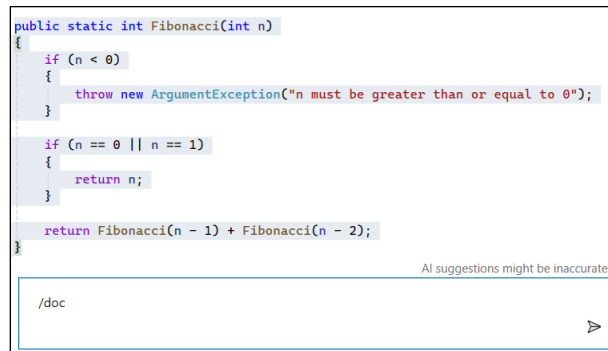 public static int Fibonacci(int n)
{
    if (n < 0)
    {
        throw new ArgumentException("n must be greater than or equal to 0");
    }
    if (n == 0 || n == 1)
    {
        return n;
    }
    return Fibonacci(n - 1) + Fibonacci(n - 2);
}
AI suggestions might be inaccurate
/doc